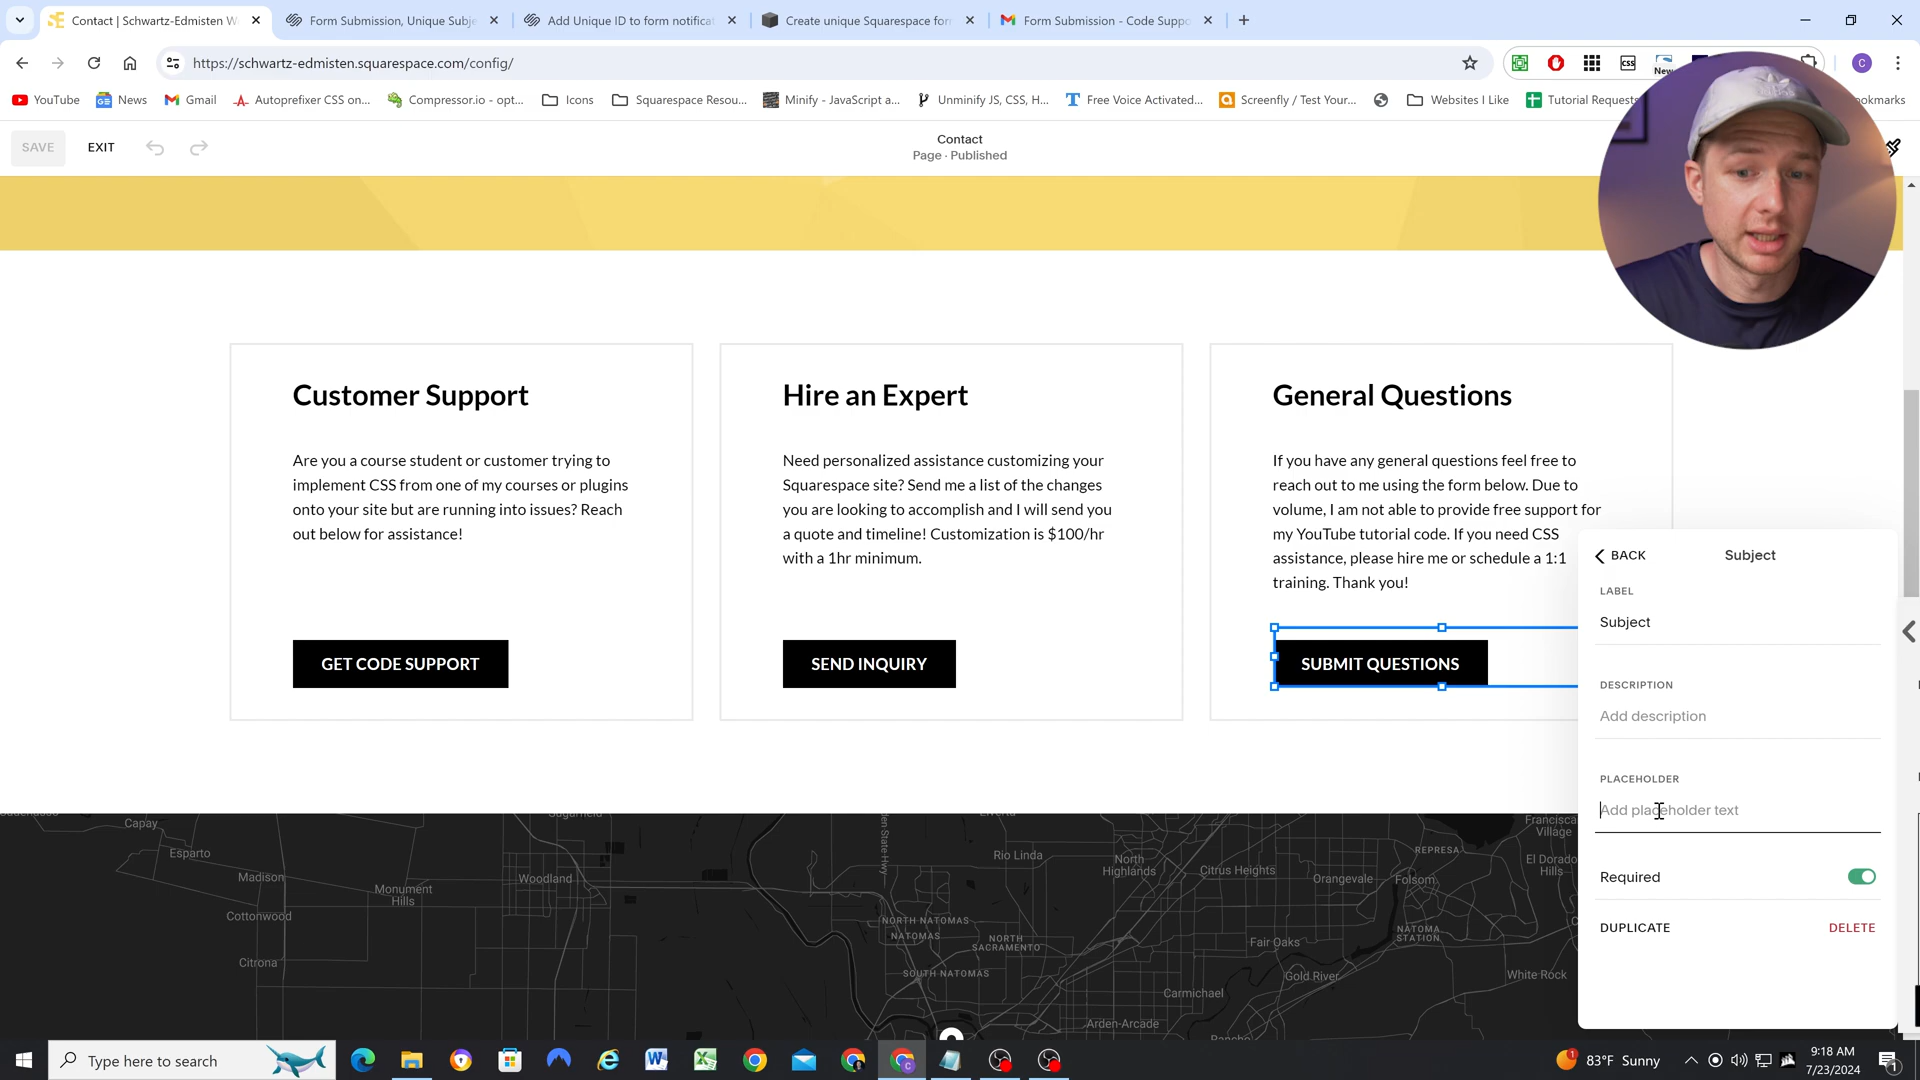 Contact | Schwartz-Edmisten W
Form Submission, Unique Subje
Add Unique ID to form notificat
Create unique Squarespace for
Form Submission - Code Suppo
https://schwartz-edmisten.squarespace.com/config/
CSS
New
C
YouTube
News
Gmail
Autoprefixer CSS on...
Compressor.io - opt...
Icons
Squarespace Resou...
Minify - JavaScript a...
Unminify JS, CSS, H...
Free Voice Activated...
Screenfly / Test Your...
Websites I Like
Tutorial Requests
okmarks
SAVE
EXIT
Contact
Page · Published
Customer Support
Are you a course student or customer trying to
implement CSS from one of my courses or plugins
onto your site but are running into issues? Reach
out below for assistance!
GET CODE SUPPORT
Hire an Expert
Need personalized assistance customizing your
Squarespace site? Send me a list of the changes
you are looking to accomplish and I will send you
a quote and timeline! Customization is $100/hr
with a 1hr minimum.
SEND INQUIRY
General Questions
If you have any general questions feel free to
reach out to me using the form below. Due to
volume, I am not able to provide free support for
my YouTube tutorial code. If you need CSS
assistance, please hire me or schedule a 1:1
training. Thank you!
SUBMIT QUESTIONS
BACK
Subject
LABEL
Subject
DESCRIPTION
Add description
PLACEHOLDER
Add placeholder text
Required
DUPLICATE
DELETE
Capay
Esparto
Madison
Monument
Hills
Woodland
Cottonwood
Citrona
Rio Linda
North
Highlands
Citrus Heights
Orangevale
Folsom
REPRESA
Francisco
Village
El Dorado
Hills
NORTH NATOMAS
NATOMAS
NORTH
SACRAMENTO
SOUTH NATOMAS
Fair Oaks
NATOMA
STATION
Gold River
White Rock
Carmichael
Arden-Arcade
Type here to search
83°F Sunny
9:18 AM
7/23/2024